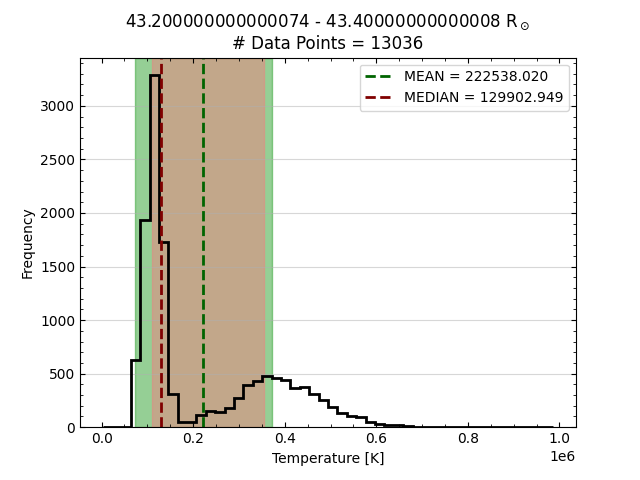 43.200000000000074 - 43.40000000000008 R⊙
# Data Points = 13036
MEAN = 222538.020
MEDIAN = 129902.949
Frequency
3000
2500
2000
1500
1000
500
0
0.0 0.2 0.4 0.6 0.8 1.0
1e6
Temperature [K]